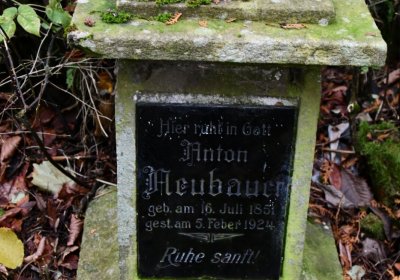 Hier ruht in Gott
Anton
Neubauer
geb. am 16. Juli 1851
gest. am 5. Feber 1924
Ruhe sanft!